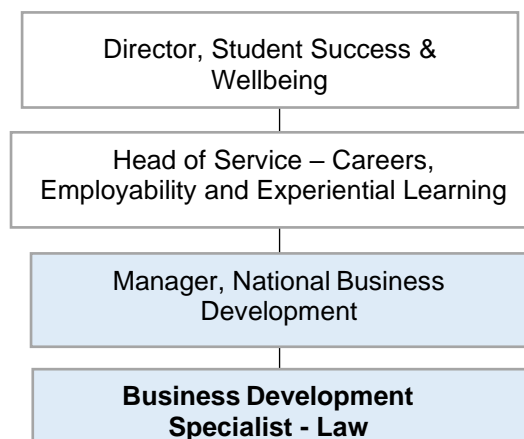 Director, Student Success &
Wellbeing
Head of Service – Careers,
Employability and Experiential Learning
Manager, National Business
Development
Business Development
Specialist - Law